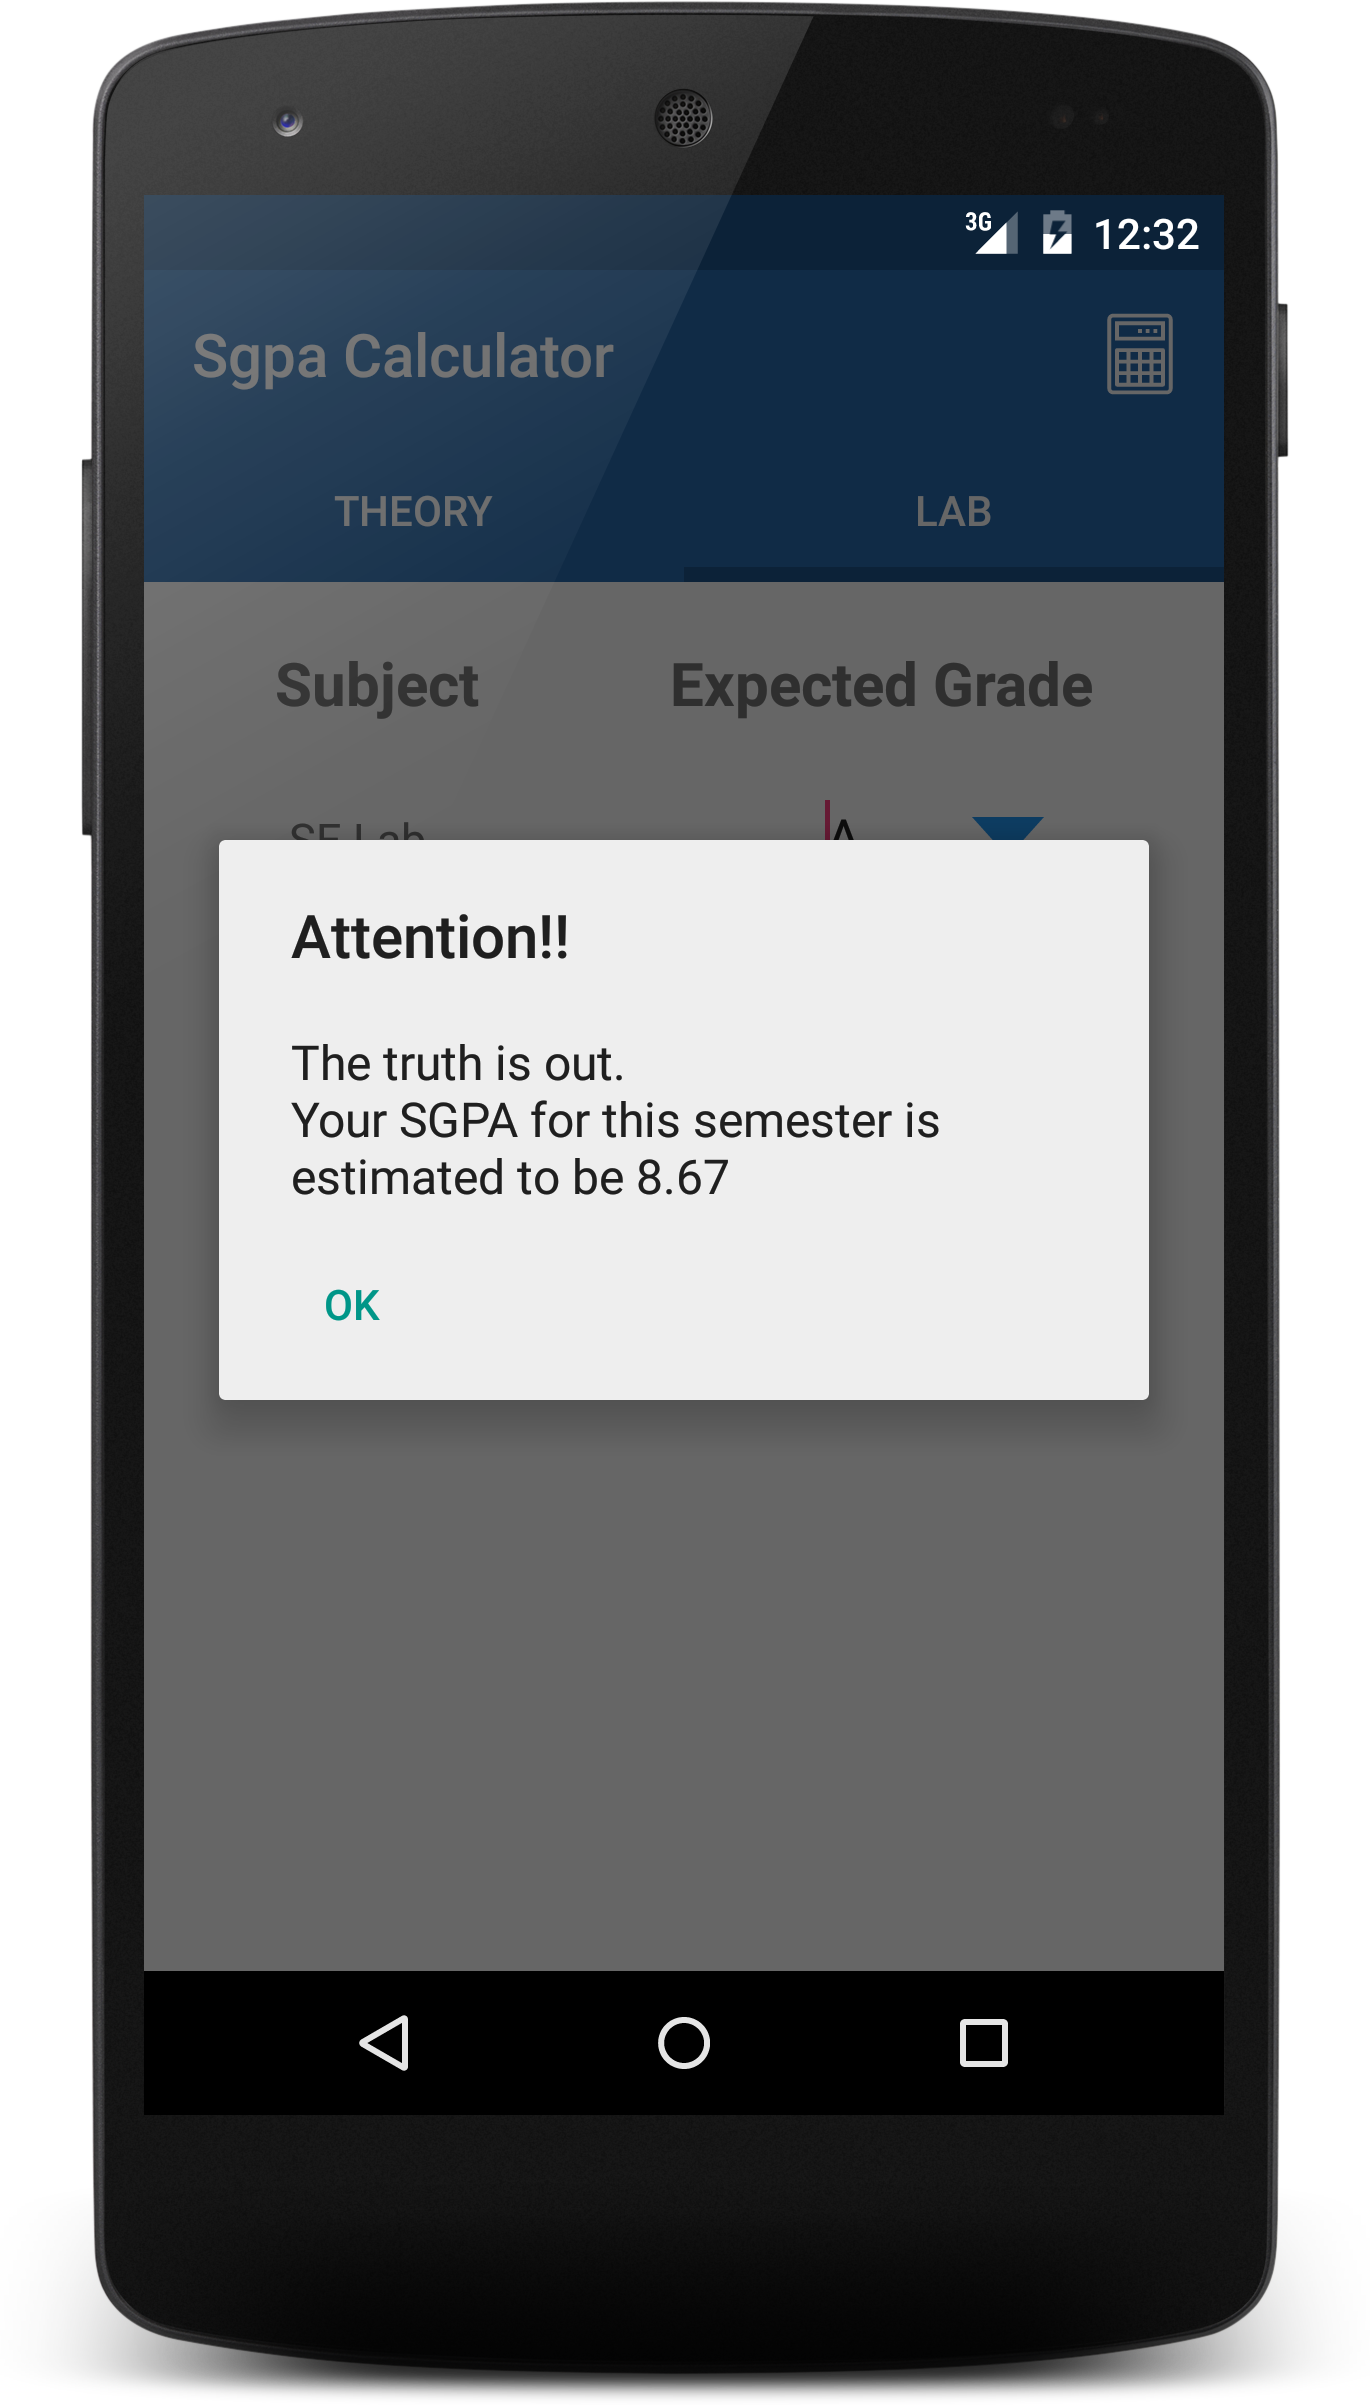 3G 12:32
Sgpa Calculator
THEORY LAB
Subject Expected Grade
SE Lab A
Attention!!
The truth is out.
Your SGPA for this semester is
estimated to be 8.67
OK